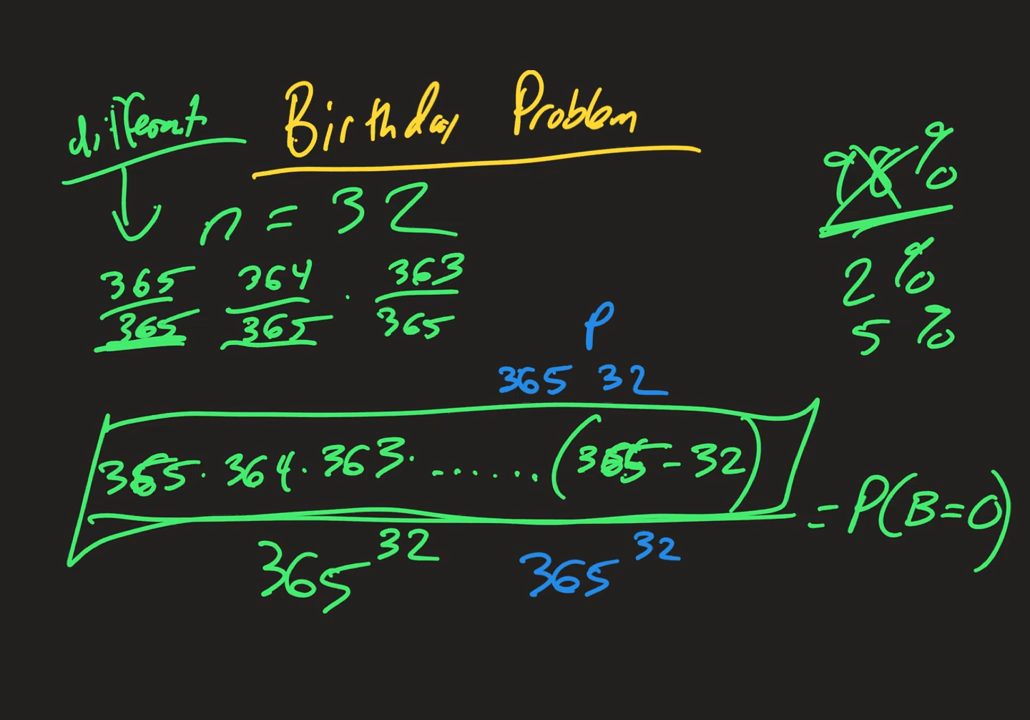 different
Birthday Problem
n = 32
365/365 364/365 · 363/365
98%
2%
5%
P
365 32
365 · 364 · 363 · ...... (365 - 32)
365^32 365^32
= P(B=0)